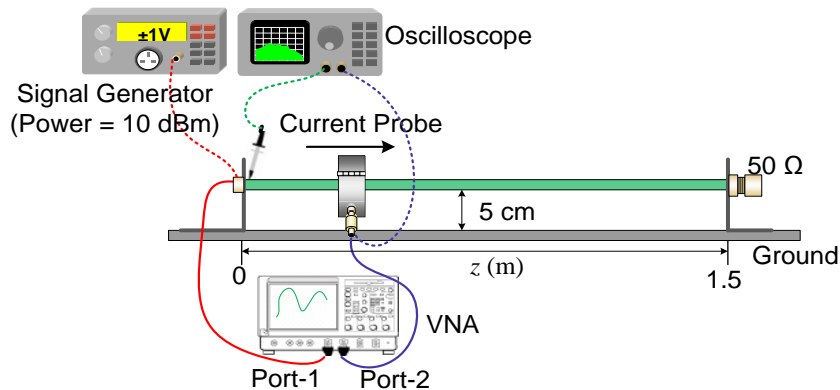 ±1V
Oscilloscope
Signal Generator
(Power = 10 dBm)
Current Probe
50 Ω
5 cm
0
z (m)
1.5
Ground
VNA
Port-1
Port-2